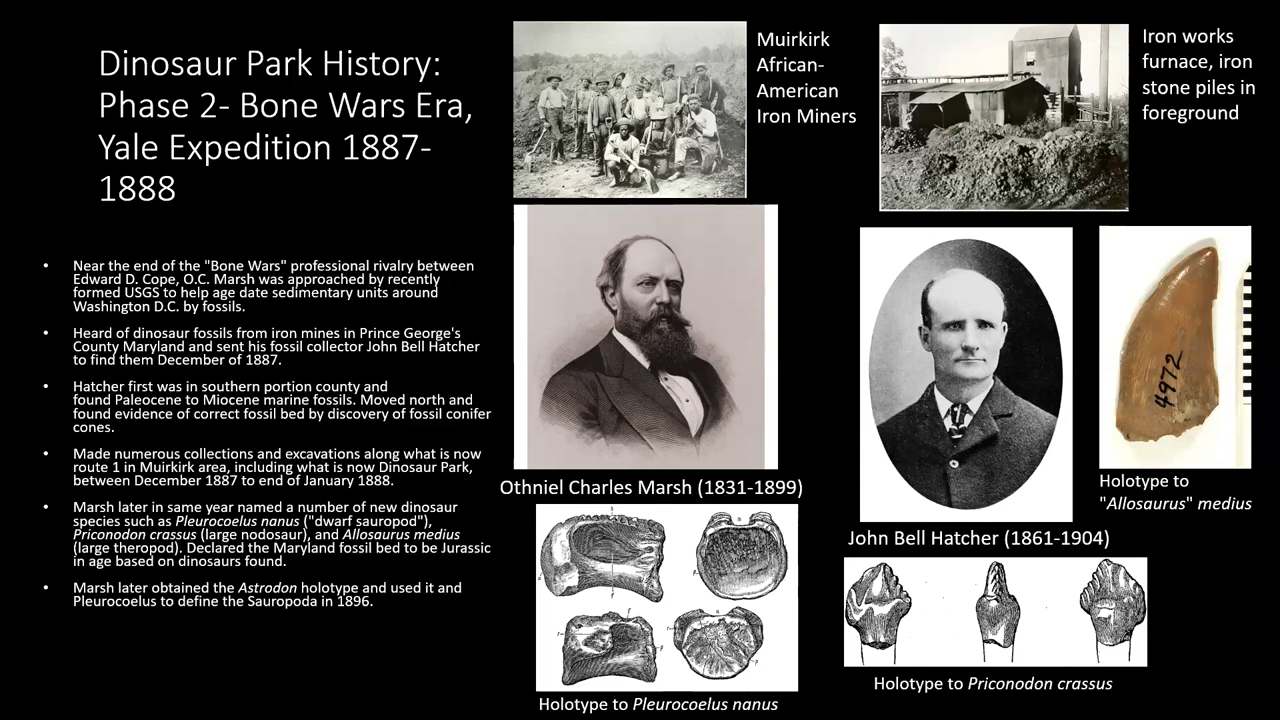 Dinosaur Park History:
Phase 2- Bone Wars Era,
Yale Expedition 1887-
1888
• Near the end of the "Bone Wars" professional rivalry between
Edward D. Cope, O.C. Marsh was approached by recently
formed USGS to help age date sedimentary units around
Washington D.C. by fossils.
• Heard of dinosaur fossils from iron mines in Prince George's
County Maryland and sent his fossil collector John Bell Hatcher
to find them December of 1887.
• Hatcher first was in southern portion county and
found Paleocene to Miocene marine fossils. Moved north and
found evidence of correct fossil bed by discovery of fossil conifer
cones.
• Made numerous collections and excavations along what is now
route 1 in Muirkirk area, including what is now Dinosaur Park,
between December 1887 to end of January 1888.
• Marsh later in same year named a number of new dinosaur
species such as Pleurocoelus nanus ("dwarf sauropod"),
Priconodon crassus (large nodosaur), and Allosaurus medius
(large theropod). Declared the Maryland fossil bed to be Jurassic
in age based on dinosaurs found.
• Marsh later obtained the Astrodon holotype and used it and
Pleurocoelus to define the Sauropoda in 1896.
Muirkirk
African-
American
Iron Miners
Iron works
furnace, iron
stone piles in
foreground
Othniel Charles Marsh (1831-1899)
John Bell Hatcher (1861-1904)
4972
Holotype to
"Allosaurus" medius
Holotype to Pleurocoelus nanus
Holotype to Priconodon crassus